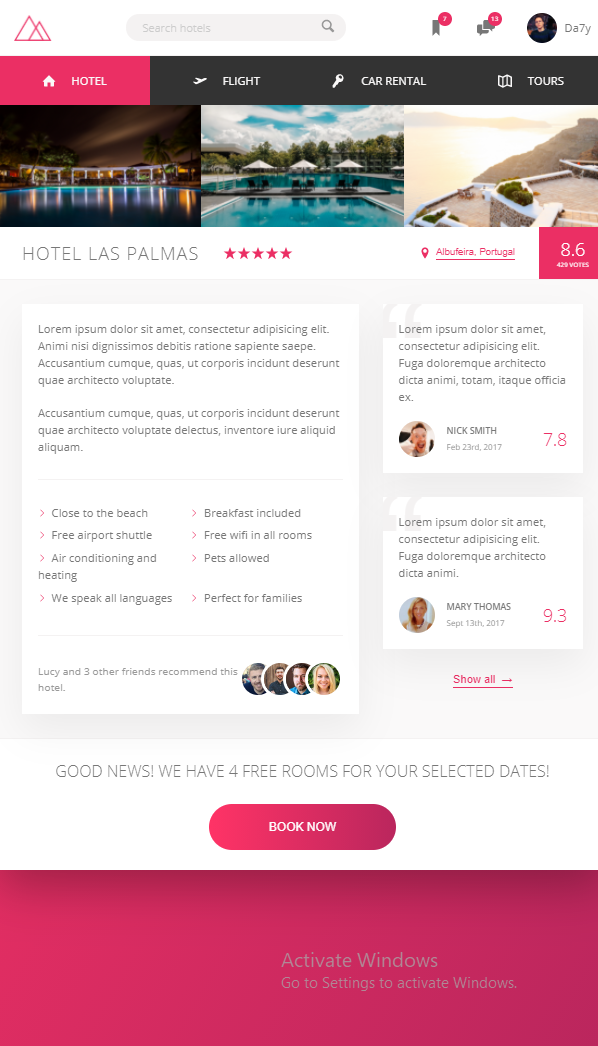 Search hotels
7
13
Da7y
HOTEL
FLIGHT
CAR RENTAL
TOURS
HOTEL LAS PALMAS
Albufeira, Portugal
8.6
429 VOTES
Lorem ipsum dolor sit amet, consectetur adipisicing elit.
Animi nisi dignissimos debitis ratione sapiente saepe.
Accusantium cumque, quas, ut corporis incidunt deserunt
quae architecto voluptate.
Accusantium cumque, quas, ut corporis incidunt deserunt
quae architecto voluptate delectus, inventore iure aliquid
aliquam.
Close to the beach
Breakfast included
Free airport shuttle
Free wifi in all rooms
Air conditioning and
heating
Pets allowed
We speak all languages
Perfect for families
Lucy and 3 other friends recommend this
hotel.
Lorem ipsum dolor sit amet,
consectetur adipisicing elit.
Fuga doloremque architecto
dicta animi, totam, itaque officia
ex.
NICK SMITH
Feb 23rd, 2017
7.8
Lorem ipsum dolor sit amet,
consectetur adipisicing elit.
Fuga doloremque architecto
dicta animi.
MARY THOMAS
Sept 13th, 2017
9.3
Show all →
GOOD NEWS! WE HAVE 4 FREE ROOMS FOR YOUR SELECTED DATES!
BOOK NOW
Activate Windows
Go to Settings to activate Windows.